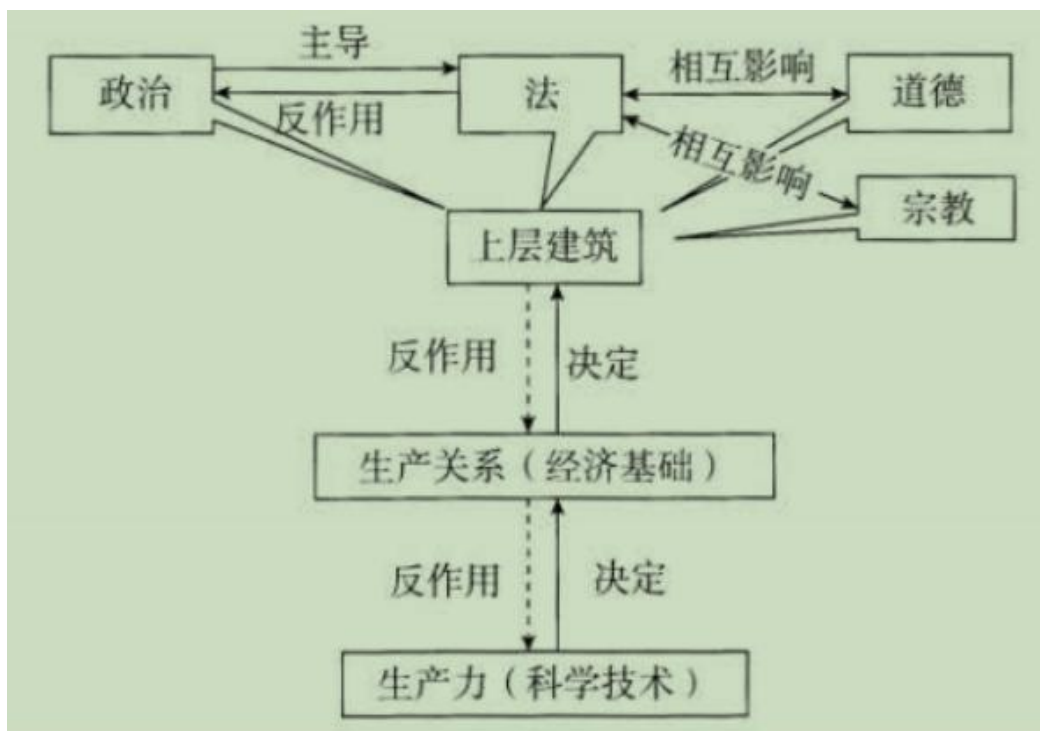 主导
政治
法
相互影响
道德
反作用
相互影响
宗教
上层建筑
反作用
决定
生产关系(经济基础)
反作用
决定
生产力(科学技术)